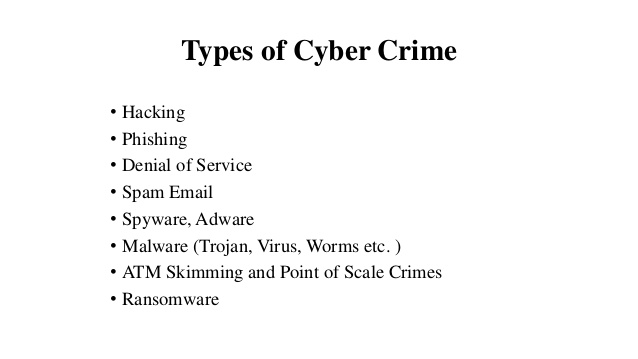 Types of Cyber Crime
• Hacking
• Phishing
• Denial of Service
• Spam Email
• Spyware, Adware
• Malware (Trojan, Virus, Worms etc. )
• ATM Skimming and Point of Scale Crimes
• Ransomware